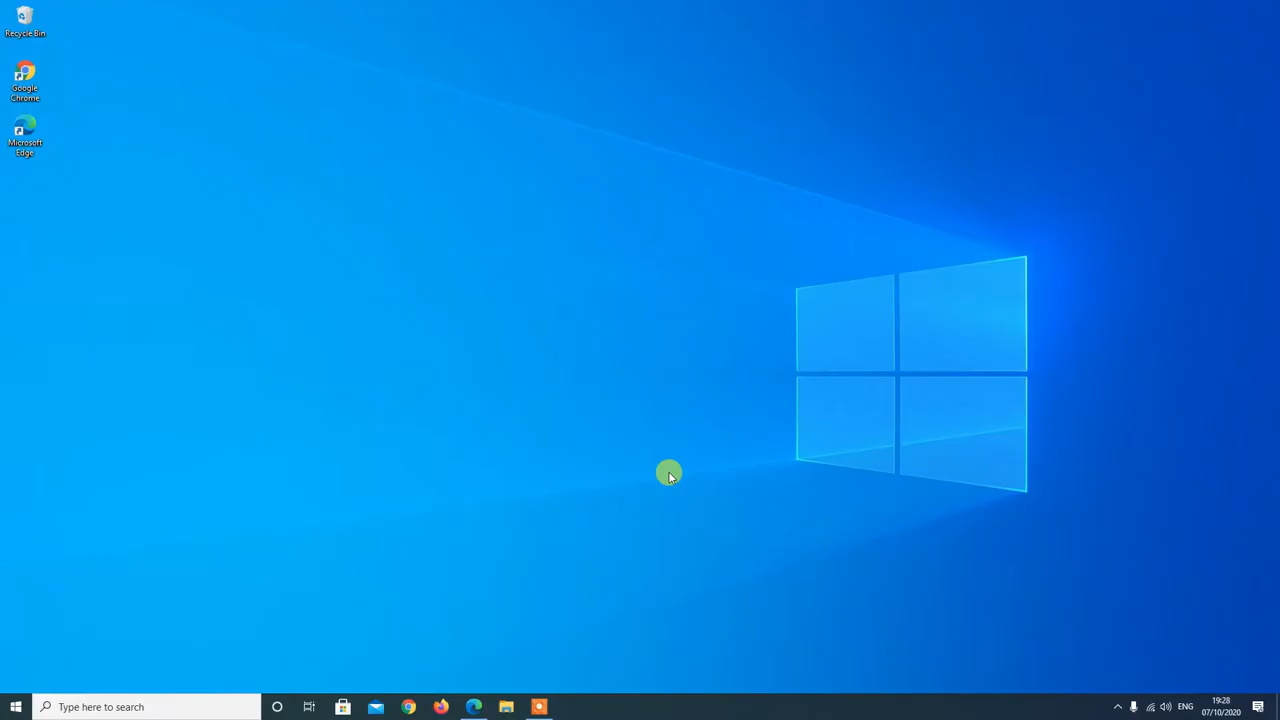 Recycle Bin
Google
Chrome
Microsoft
Edge
Type here to search
ENG
19:28
07/10/2020